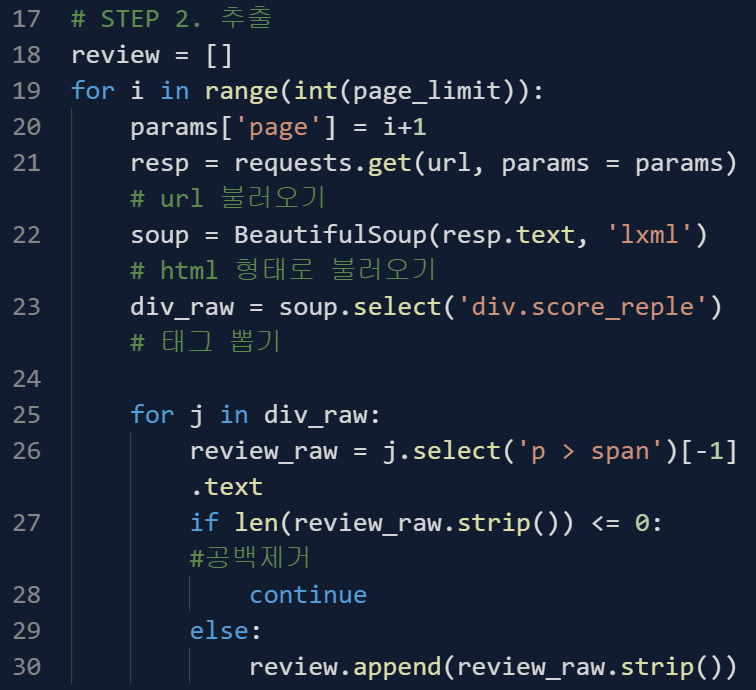 17 # STEP 2. 추출
18 review = []
19 for i in range(int(page_limit)):
20     params['page'] = i+1
21     resp = requests.get(url, params = params)
       # url 불러오기
22     soup = BeautifulSoup(resp.text, 'lxml')
       # html 형태로 불러오기
23     div_raw = soup.select('div.score_reple')
       # 태그 뽑기
24
25     for j in div_raw:
26         review_raw = j.select('p > span')[-1]
           .text
27         if len(review_raw.strip()) <= 0:
           #공백제거
28             continue
29         else:
30             review.append(review_raw.strip())